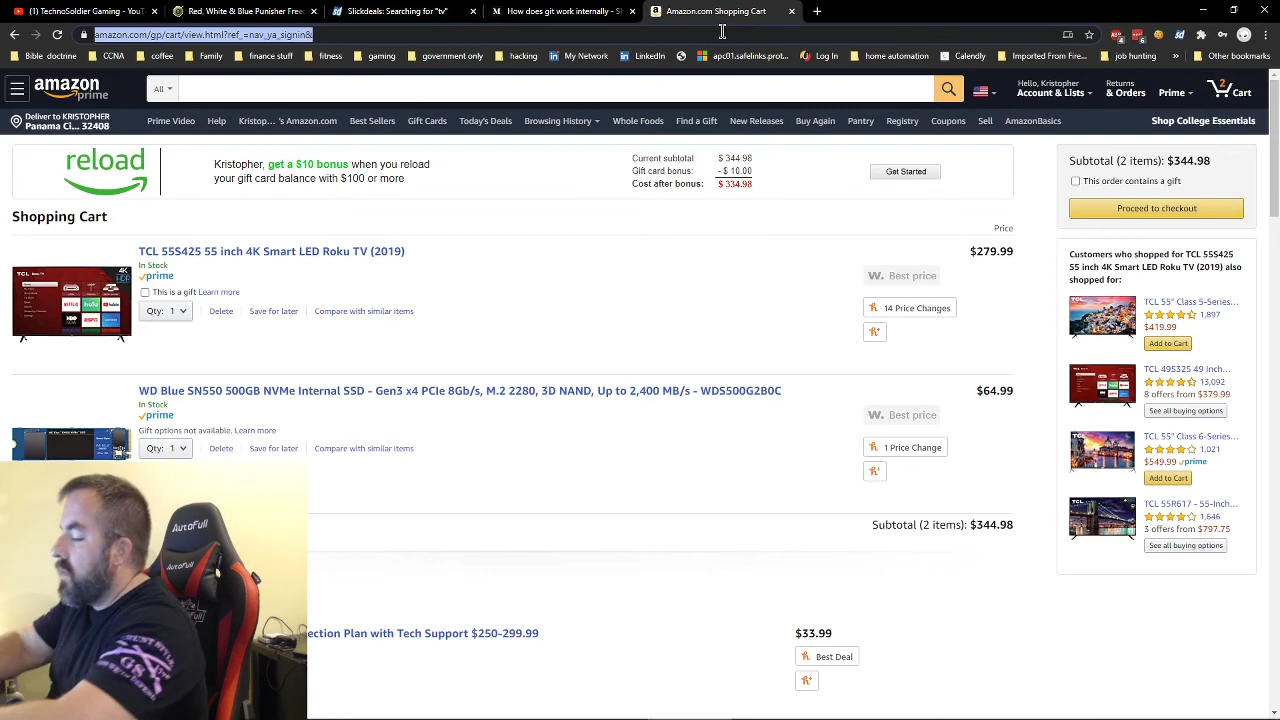 TechnoSoldier Gaming - YouT
Red, White & Blue Punisher Free
Slickdeals: Searching for "tv"
How does git work internally - Sh
Amazon.com Shopping Cart
amazon.com/gp/cart/view.html?ref_=nav_ya_signin&
Bible doctrin
CCNA
coffee
Family
fitness
gaming
government only
hacking
My Network
LinkedIn
apc01.safelinks.prot...
Log In
Calendly
Imported From Fire...
job hunting
Other bookmarks
amazon
prime
All
Hello, Kristopher
Account & Lists
Returns
& Orders
Prime
2
Cart
Deliver to KRISTOPHER
Panama Ci... 32408
Prime Video
Help
Kristop... 's Amazon.com
Best Sellers
Gift Cards
Today's Deals
Browsing History
Whole Foods
Find a Gift
New Releases
Buy Again
Pantry
Registry
Coupons
Sell
AmazonBasics
Shop College Essentials
reload
Kristopher, get a $10 bonus when you reload
your gift card balance with $100 or more
Current subtotal: $ 344.98
Gift card bonus: - $ 10.00
Cost after bonus: $ 334.98
Get Started
Subtotal (2 items): $344.98
This order contains a gift
Proceed to checkout
Shopping Cart
Price
TCL 55S425 55 inch 4K Smart LED Roku TV (2019)
$279.99
In Stock
prime
This is a gift Learn more
Qty: 1
Delete
Save for later
Compare with similar items
Best price
14 Price Changes
WD Blue SN550 500GB NVMe Internal SSD - Gen3 x4 PCIe 8Gb/s, M.2 2280, 3D NAND, Up to 2,400 MB/s - WDS500G2B0C
$64.99
In Stock
prime
Gift options not available. Learn more
Qty: 1
Delete
Save for later
Compare with similar items
Best price
1 Price Change
Subtotal (2 items): $344.98
ection Plan with Tech Support $250-299.99
$33.99
Best Deal
Customers who shopped for TCL 55S425
55 inch 4K Smart LED Roku TV (2019) also
shopped for:
TCL 55" Class 5-Series...
1,897
$419.99
Add to Cart
TCL 49S325 49 Inch...
13,092
8 offers from $379.99
See all buying options
TCL 55" Class 6-Series...
1,021
$549.99 prime
Add to Cart
TCL 55R617 - 55-Inch...
1,646
3 offers from $797.75
See all buying options
AutoFull
AutoFull